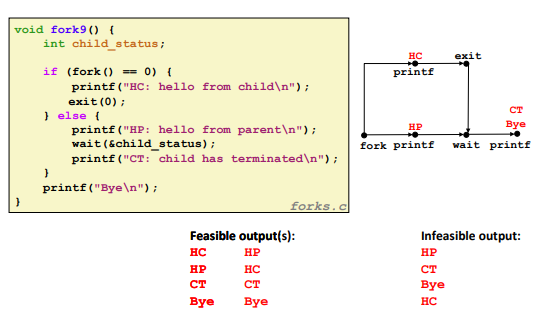 void fork9() {
    int child_status;

    if (fork() == 0) {
        printf("HC: hello from child\n");
        exit(0);
    } else {
        printf("HP: hello from parent\n");
        wait(&child_status);
        printf("CT: child has terminated\n");
    }
    printf("Bye\n");
}
forks.c
HC exit
printf
CT
HP Bye
fork printf wait printf
Feasible output(s): Infeasible output:
HC HP HP
HP HC CT
CT CT Bye
Bye Bye HC